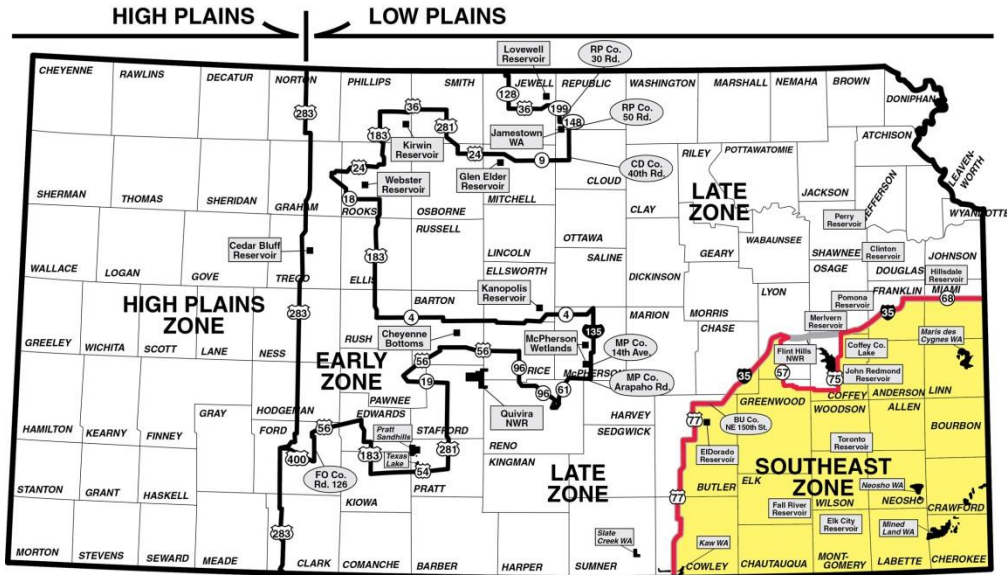 HIGH PLAINS
LOW PLAINS
CHEYENNE
RAWLINS
DECATUR
NORTON
PHILLIPS
SMITH
JEWELL
REPUBLIC
WASHINGTON
MARSHALL
NEMAHA
BROWN
DONIPHAN
Lovewell
Reservoir
RP Co.
30 Rd.
128
36
199
148
RP Co.
50 Rd.
Jamestown
WA
283
36
183
281
Kirwin
Reservoir
24
9
Glen Elder
Reservoir
CD Co.
40th Rd.
ATCHISON
LEAVEN-
WORTH
24
Webster
Reservoir
18
SHERMAN
THOMAS
SHERIDAN
GRAHAM
ROOKS
OSBORNE
MITCHELL
CLOUD
CLAY
RILEY
POTTAWATOMIE
JACKSON
JEFFERSON
WYANDOTTE
LATE
ZONE
RUSSELL
LINCOLN
OTTAWA
SALINE
DICKINSON
GEARY
WABAUNSEE
SHAWNEE
Perry
Reservoir
Clinton
Reservoir
DOUGLAS
JOHNSON
Cedar Bluff
Reservoir
WALLACE
LOGAN
GOVE
TREGO
ELLIS
183
ELLSWORTH
Kanopolis
Reservoir
OSAGE
FRANKLIN
MIAMI
Hillsdale
Reservoir
68
Pomona
Reservoir
35
HIGH PLAINS
ZONE
283
BARTON
4
4
135
MARION
MORRIS
CHASE
LYON
Merlvern
Reservoir
GREELEY
WICHITA
SCOTT
LANE
NESS
RUSH
Cheyenne
Bottoms
McPherson
Wetlands
MP Co.
14th Ave.
MP Co.
Arapaho Rd.
Flint Hills
NWR
Coffey Co.
Lake
John Redmond
Reservoir
Maris des
Cygnes WA
EARLY
ZONE
56
56
96
RICE
McPHERSON
61
96
Quivira
NWR
19
PAWNEE
35
57
75
COFFEY
ANDERSON
LINN
HAMILTON
KEARNY
FINNEY
GRAY
HODGEMAN
FORD
EDWARDS
STAFFORD
RENO
HARVEY
SEDGWICK
77
BU Co.
NE 150th St.
GREENWOOD
WOODSON
ALLEN
BOURBON
56
400
FO Co.
Rd. 126
183
Pratt
Sandhills
Texas
Lake
281
54
PRATT
KINGMAN
ElDorado
Reservoir
Toronto
Reservoir
STANTON
GRANT
HASKELL
KIOWA
LATE
ZONE
77
BUTLER
ELK
SOUTHEAST
ZONE
WILSON
Neosho WA
NEOSHO
CRAWFORD
Fall River
Reservoir
Elk City
Reservoir
Mined
Land WA
283
MORTON
STEVENS
SEWARD
MEADE
CLARK
COMANCHE
BARBER
HARPER
SUMNER
Slate
Creek WA
Kaw WA
COWLEY
CHAUTAUQUA
MONT-
GOMERY
LABETTE
CHEROKEE